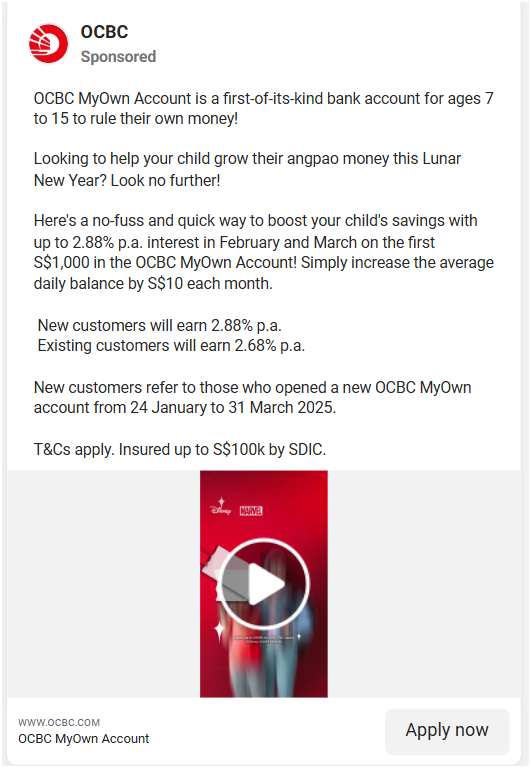 OCBC
Sponsored
OCBC MyOwn Account is a first-of-its-kind bank account for ages 7
to 15 to rule their own money!
Looking to help your child grow their angpao money this Lunar
New Year? Look no further!
Here's a no-fuss and quick way to boost your child's savings with
up to 2.88% p.a. interest in February and March on the first
S$1,000 in the OCBC MyOwn Account! Simply increase the average
daily balance by S$10 each month.
New customers will earn 2.88% p.a.
Existing customers will earn 2.68% p.a.
New customers refer to those who opened a new OCBC MyOwn
account from 24 January to 31 March 2025.
T&Cs apply. Insured up to S$100k by SDIC.
Disney MARVEL
WWW.OCBC.COM
OCBC MyOwn Account
Apply now